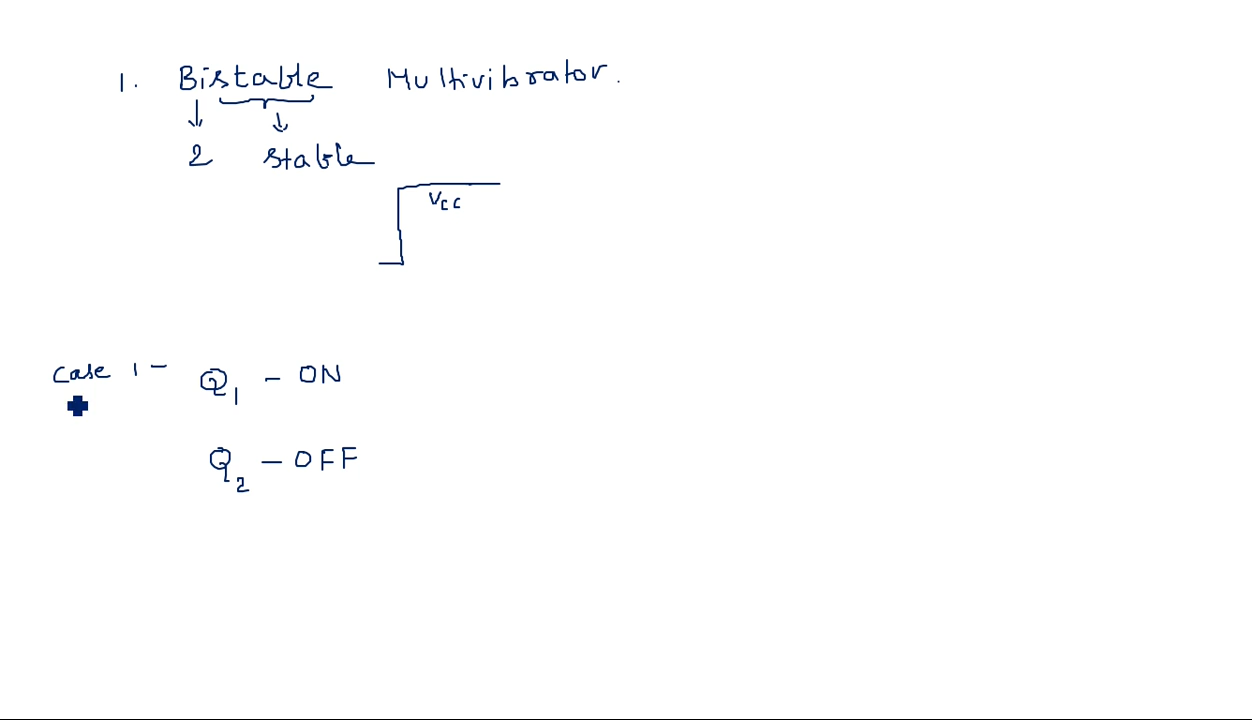 1. Bistable Multivibrator.
2 stable
Vcc
Case 1 - Q1 - ON
Q2 - OFF